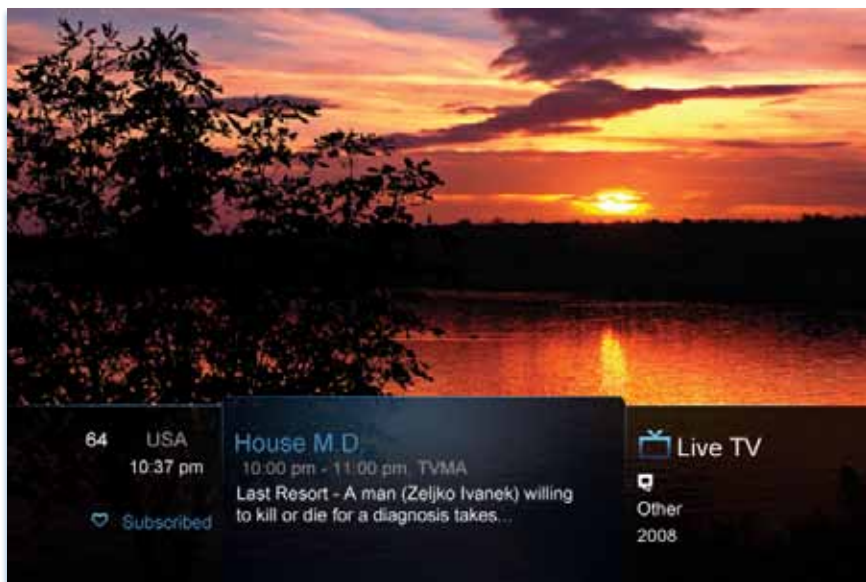 64 USA
10:37 pm
Subscribed
House M.D.
10:00 pm - 11:00 pm TVMA
Last Resort - A man (Zeljko Ivanek) willing
to kill or die for a diagnosis takes...
Live TV
Other
2008